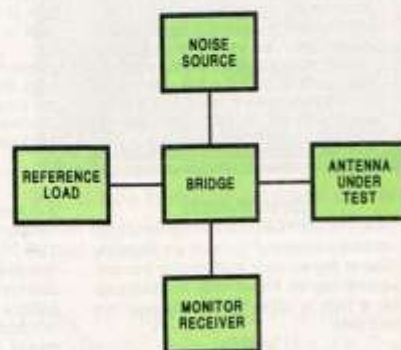 NOISE
SOURCE
REFERENCE
LOAD
BRIDGE
ANTENNA
UNDER
TEST
MONITOR
RECEIVER